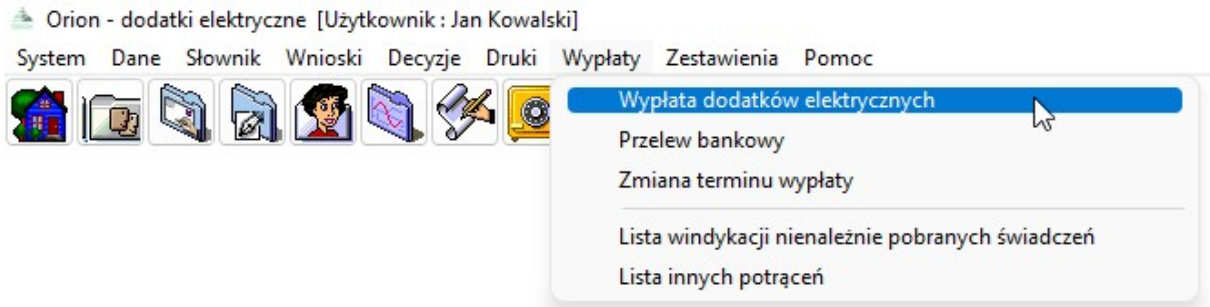 Orion - dodatki elektryczne [Użytkownik : Jan Kowalski]
System Dane Słownik Wnioski Decyzje Druki Wypłaty Zestawienia Pomoc
Wypłata dodatków elektrycznych
Przelew bankowy
Zmiana terminu wypłaty
Lista windykacji nienależnie pobranych świadczeń
Lista innych potrąceń